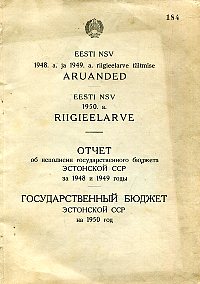 184
EESTI NSV
1948. a. ja 1949. a. riigieelarve täitmise
ARUANDED
EESTI NSV
1950. a.
RIIGIEELARVE
ОТЧЕТ
об исполнении государственного бюджета
ЭСТОНСКОЙ ССР
за 1948 и 1949 годы
ГОСУДАРСТВЕННЫЙ БЮДЖЕТ
ЭСТОНСКОЙ ССР
на 1950 год